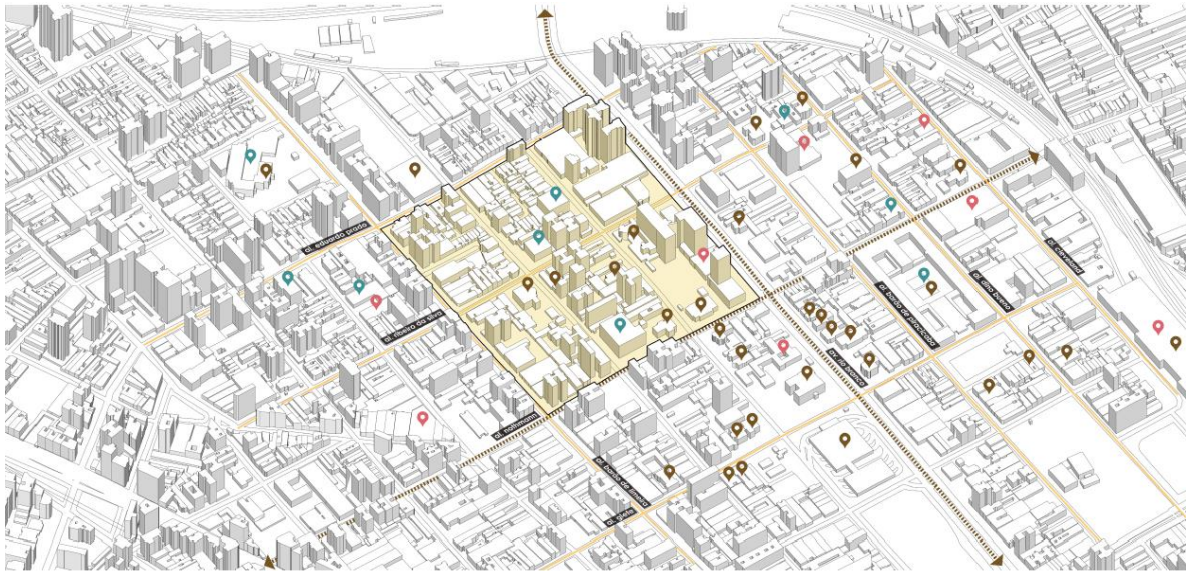 al. eduardo prado
al. ribeiro da silva
al. nothmann
al. barão de limeira
al. glete
av. rio branco
al. barão de piracicaba
al. dino bueno
al. cleveland